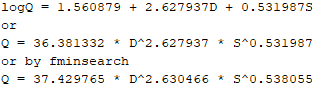 logQ = 1.560879 + 2.627937D + 0.531987S
or
Q = 36.381332 * D^2.627937 * S^0.531987
or by fminsearch
Q = 37.429765 * D^2.630466 * S^0.538055